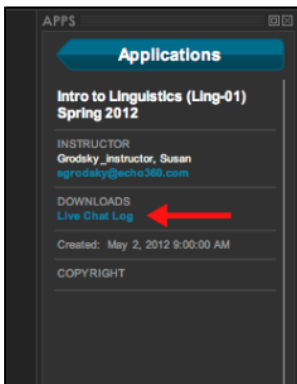 APPS
Applications
Intro to Linguistics (Ling-01)
Spring 2012
INSTRUCTOR
Grodsky_instructor, Susan
sgrodsky@echo360.com
DOWNLOADS
Live Chat Log
Created: May 2, 2012 9:00:00 AM
COPYRIGHT